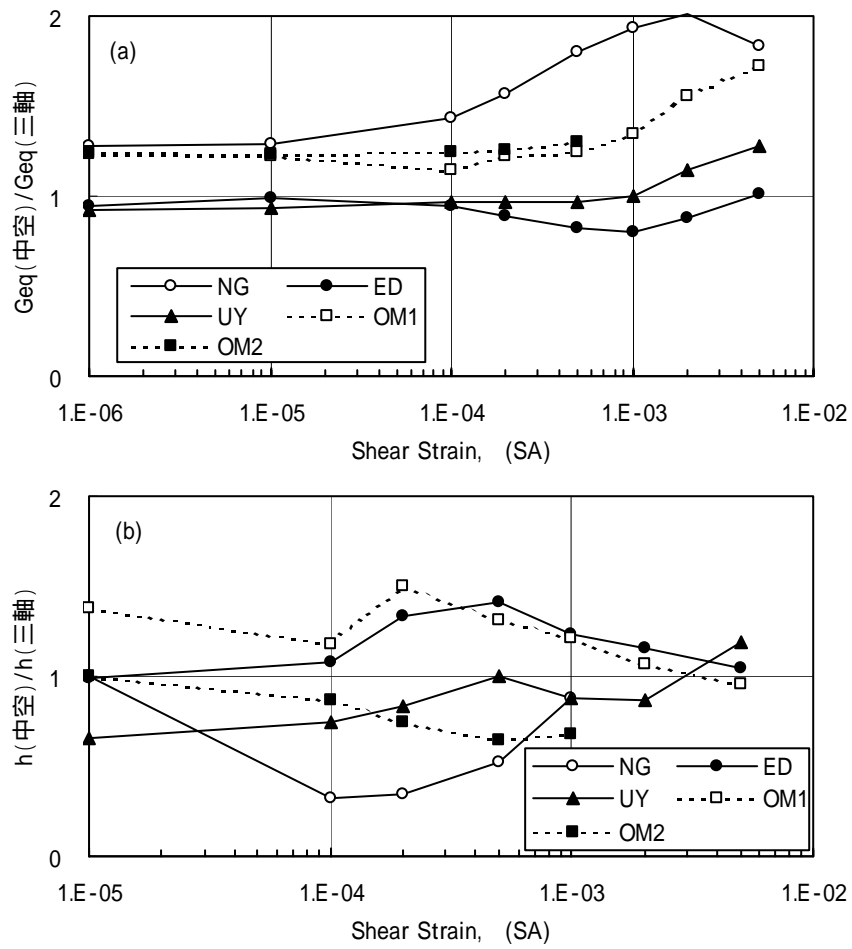 2
(a)
Geq(中空)/Geq(三軸)
1
NG
ED
UY
OM1
OM2
0
1.E-06
1.E-05
1.E-04
1.E-03
1.E-02
Shear Strain, (SA)
2
(b)
h(中空)/h(三軸)
1
NG
ED
UY
OM1
OM2
0
1.E-05
1.E-04
1.E-03
1.E-02
Shear Strain, (SA)